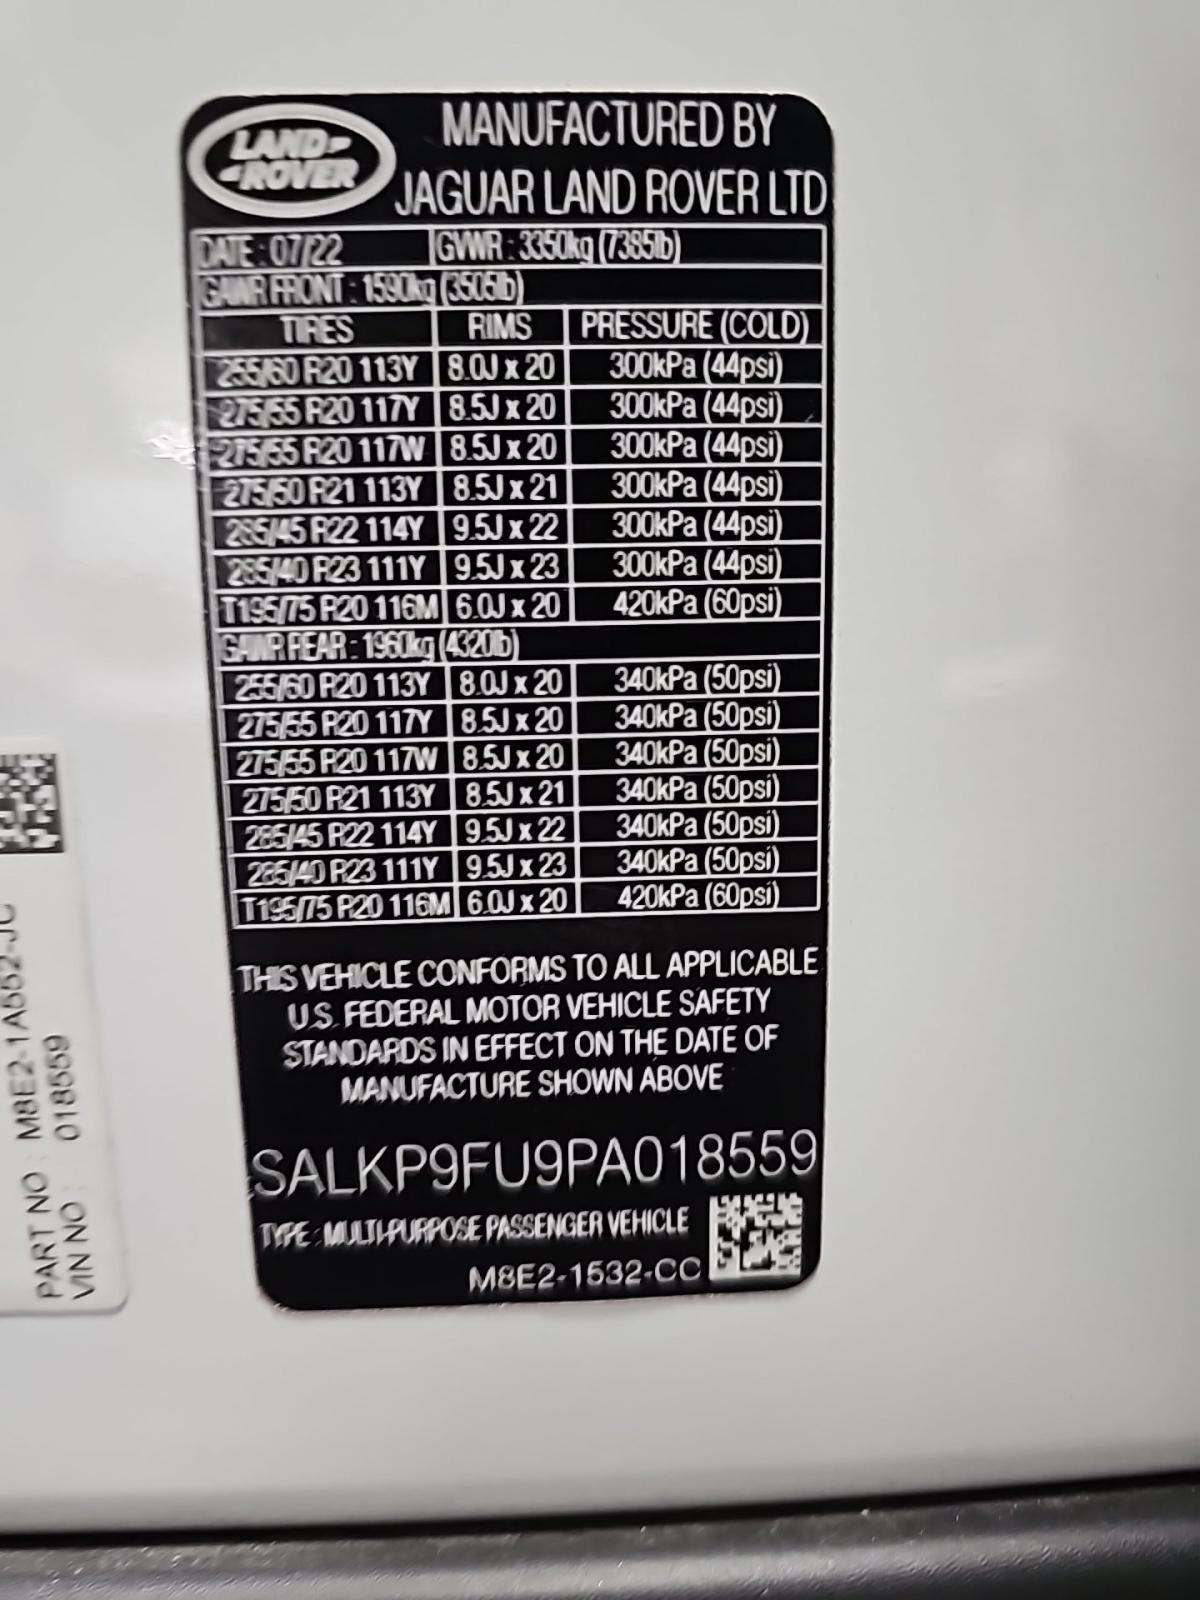 LAND-
-ROVER
MANUFACTURED BY
JAGUAR LAND ROVER LTD
DATE : 07/22 GVWR : 3350kg (7385lb)
GAWR FRONT : 1590kg (3505lb)
TIRES RIMS PRESSURE (COLD)
255/60 R20 113Y 8.0J x 20 300kPa (44psi)
275/55 R20 117Y 8.5J x 20 300kPa (44psi)
275/55 R20 117W 8.5J x 20 300kPa (44psi)
275/50 R21 113Y 8.5J x 21 300kPa (44psi)
285/45 R22 114Y 9.5J x 22 300kPa (44psi)
285/40 R23 111Y 9.5J x 23 300kPa (44psi)
T195/75 R20 116M 6.0J x 20 420kPa (60psi)
GAWR REAR : 1960kg (4320lb)
255/60 R20 113Y 8.0J x 20 340kPa (50psi)
275/55 R20 117Y 8.5J x 20 340kPa (50psi)
275/55 R20 117W 8.5J x 20 340kPa (50psi)
275/50 R21 113Y 8.5J x 21 340kPa (50psi)
285/45 R22 114Y 9.5J x 22 340kPa (50psi)
285/40 R23 111Y 9.5J x 23 340kPa (50psi)
T195/75 R20 116M 6.0J x 20 420kPa (60psi)
THIS VEHICLE CONFORMS TO ALL APPLICABLE
U.S. FEDERAL MOTOR VEHICLE SAFETY
STANDARDS IN EFFECT ON THE DATE OF
MANUFACTURE SHOWN ABOVE
SALKP9FU9PA018559
TYPE : MULTI-PURPOSE PASSENGER VEHICLE
M8E2-1532-CC
PART NO : M8E2-1A552-JC
VIN NO : 018559